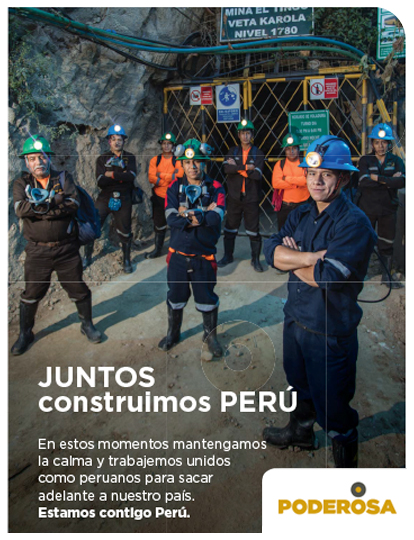 MINA EL TINGO
VETA KAROLA
NIVEL 1780
JUNTOS
construimos PERÚ
En estos momentos mantengamos
la calma y trabajemos unidos
como peruanos para sacar
adelante a nuestro país.
Estamos contigo Perú.
PODEROSA